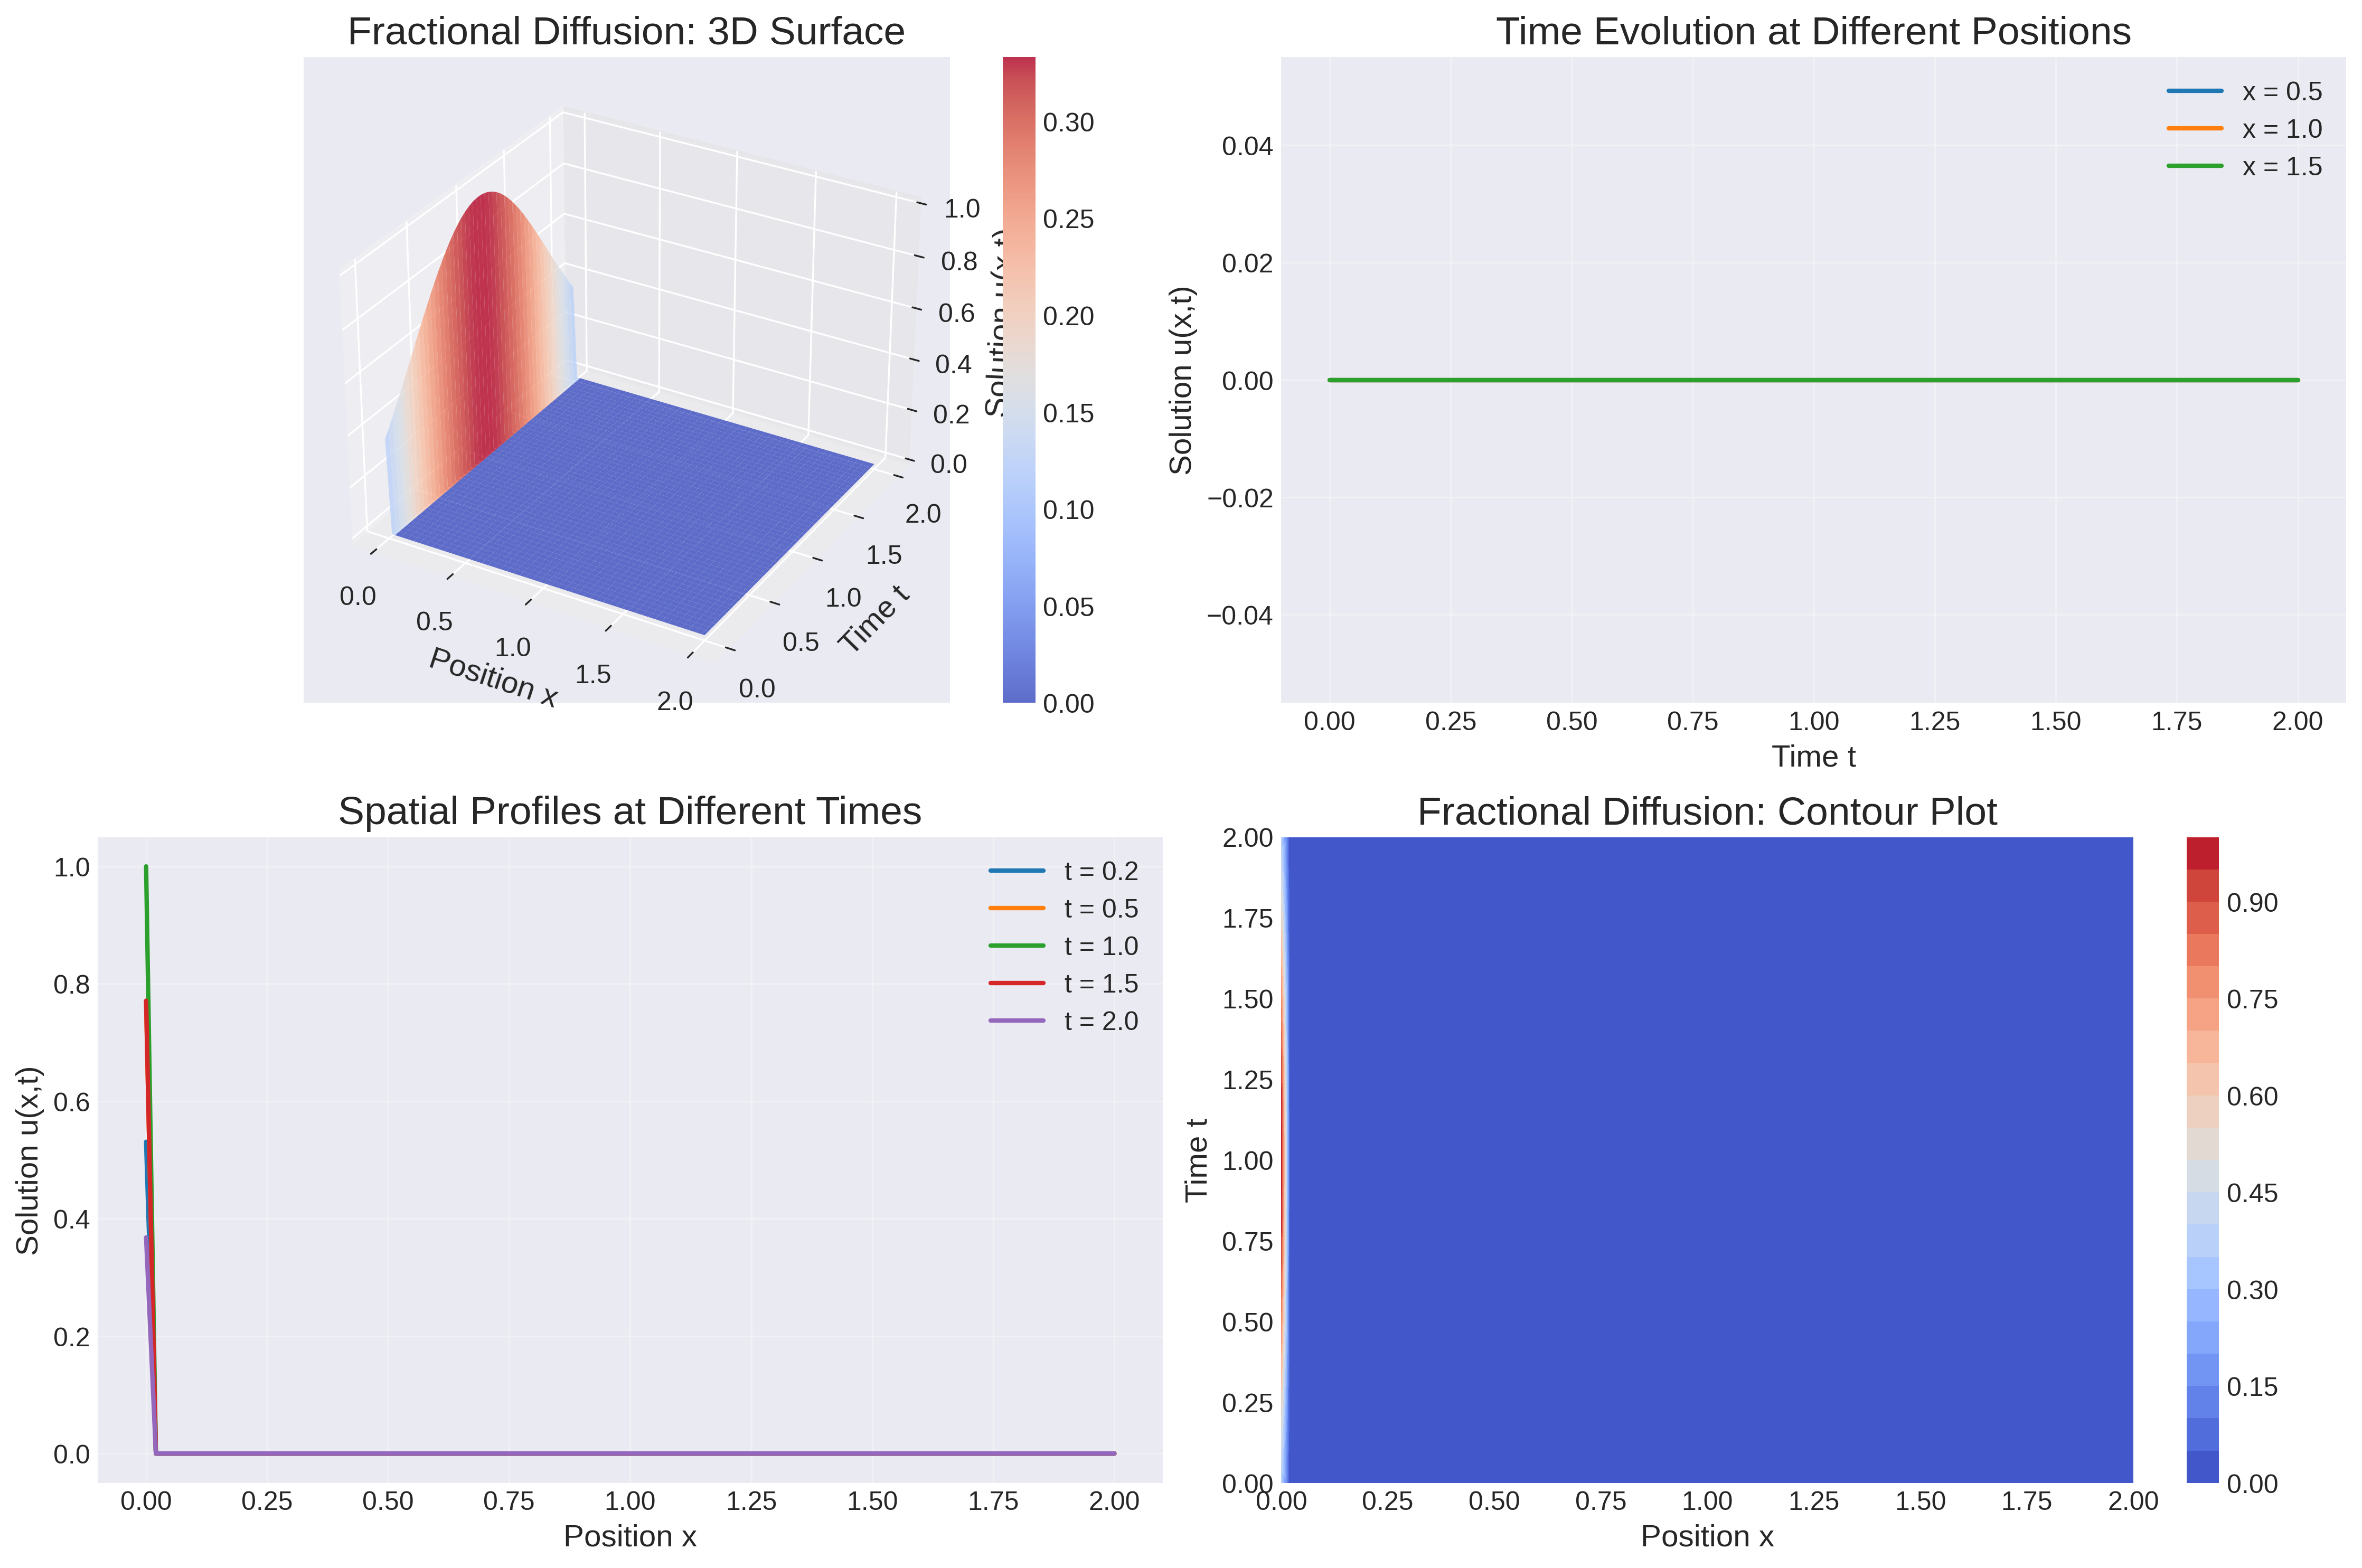 Fractional Diffusion: 3D Surface
1.0
0.8
0.6
0.4
0.2
0.0
Solution u(x,t)
0.0
0.5
1.0
1.5
2.0
Position x
0.0
0.5
1.0
1.5
2.0
Time t
0.30
0.25
0.20
0.15
0.10
0.05
0.00
Time Evolution at Different Positions
x = 0.5
x = 1.0
x = 1.5
0.04
0.02
0.00
−0.02
−0.04
Solution u(x,t)
0.00 0.25 0.50 0.75 1.00 1.25 1.50 1.75 2.00
Time t
Spatial Profiles at Different Times
t = 0.2
t = 0.5
t = 1.0
t = 1.5
t = 2.0
1.0
0.8
0.6
0.4
0.2
0.0
Solution u(x,t)
0.00 0.25 0.50 0.75 1.00 1.25 1.50 1.75 2.00
Position x
Fractional Diffusion: Contour Plot
2.00
1.75
1.50
1.25
1.00
0.75
0.50
0.25
0.00
Time t
0.00 0.25 0.50 0.75 1.00 1.25 1.50 1.75 2.00
Position x
0.90
0.75
0.60
0.45
0.30
0.15
0.00